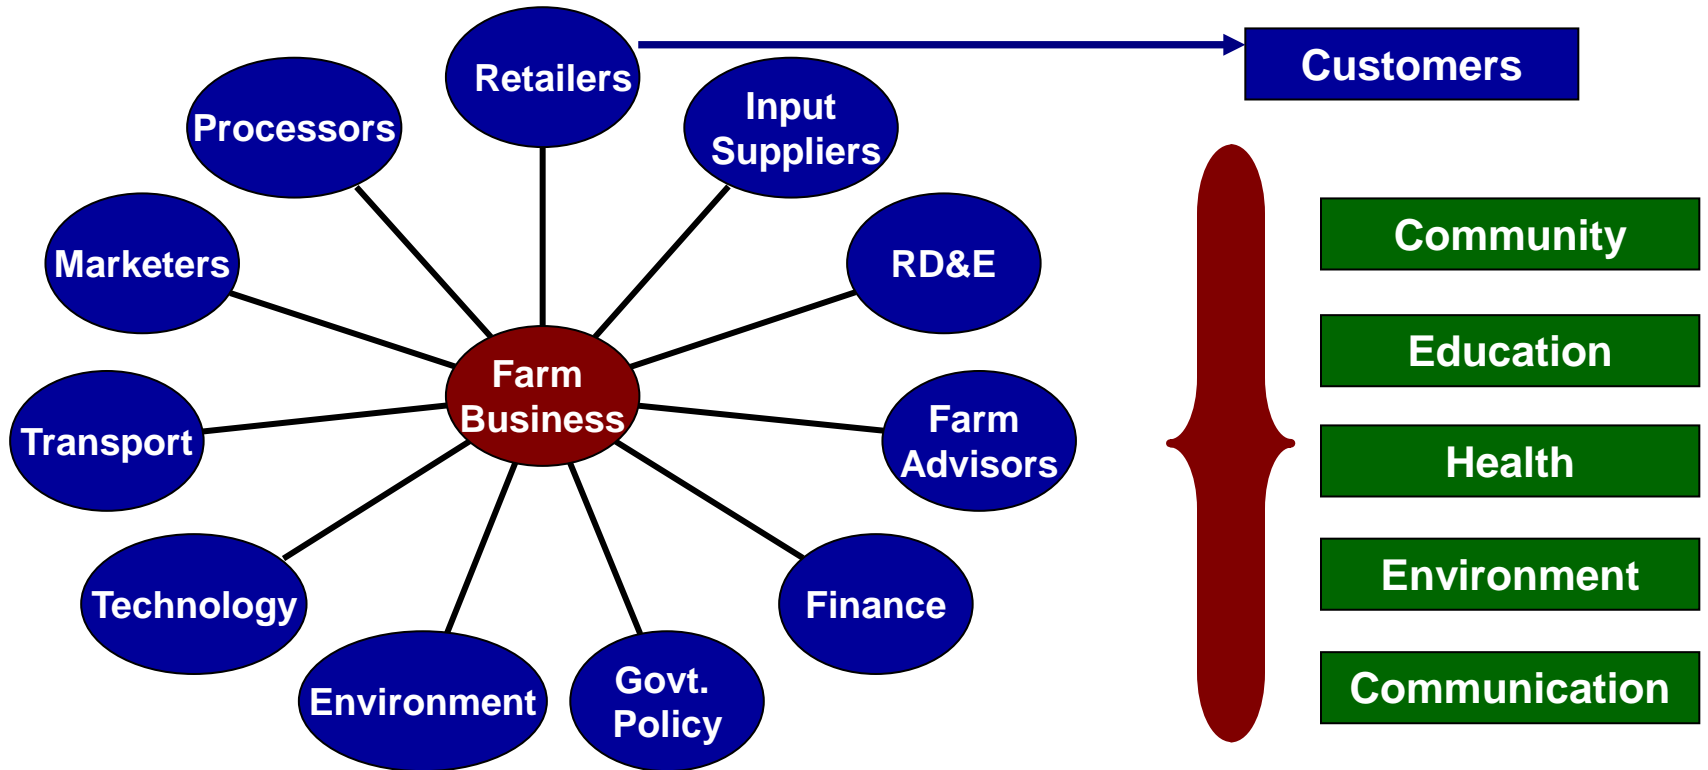 Retailers
Customers
Input
Suppliers
Processors
RD&E
Marketers
Farm
Business
Farm
Advisors
Transport
Finance
Technology
Govt.
Policy
Environment
Community
Education
Health
Environment
Communication